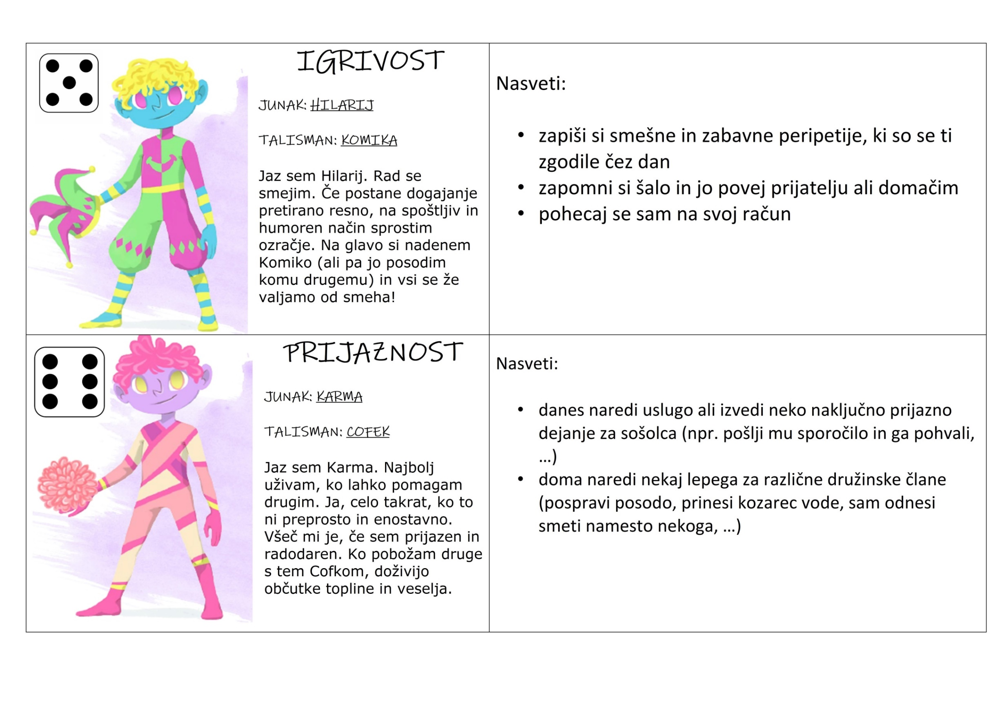 IGRIVOST
JUNAK: HILARIJ
TALISMAN: KOMIKA
Jaz sem Hilarij. Rad se
smejim. Če postane dogajanje
pretirano resno, na spoštljiv in
humoren način sprostim
ozračje. Na glavo si nadenem
Komiko (ali pa jo posodim
komu drugemu) in vsi se že
valjamo od smeha!
Nasveti:
• zapiši si smešne in zabavne peripetije, ki so se ti
zgodile čez dan
• zapomni si šalo in jo povej prijatelju ali domačim
• pohecaj se sam na svoj račun
PRIJAZNOST
JUNAK: KARMA
TALISMAN: COFEK
Jaz sem Karma. Najbolj
uživam, ko lahko pomagam
drugim. Ja, celo takrat, ko to
ni preprosto in enostavno.
Všeč mi je, če sem prijazen in
radodaren. Ko pobožam druge
s tem Cofkom, doživijo
občutke topline in veselja.
Nasveti:
• danes naredi uslugo ali izvedi neko naključno prijazno
dejanje za sošolca (npr. pošlji mu sporočilo in ga pohvali,
...)
• doma naredi nekaj lepega za različne družinske člane
(pospravi posodo, prinesi kozarec vode, sam odnesi
smeti namesto nekoga, ...)